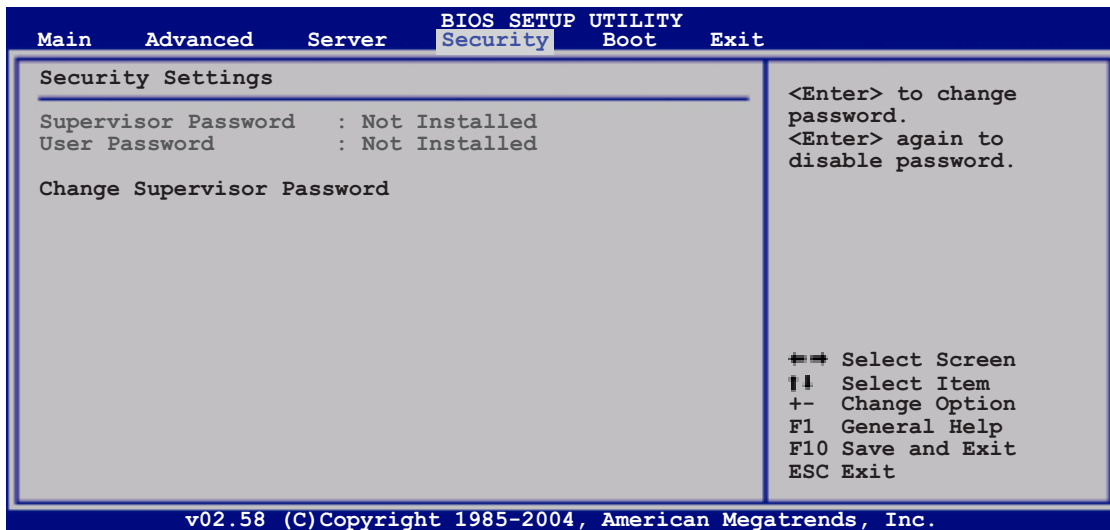 BIOS SETUP UTILITY
Main Advanced Server Security Boot Exit
Security Settings
Supervisor Password : Not Installed
User Password : Not Installed
Change Supervisor Password
<Enter> to change
password.
<Enter> again to
disable password.
←→ Select Screen
↑↓ Select Item
+- Change Option
F1 General Help
F10 Save and Exit
ESC Exit
v02.58 (C)Copyright 1985-2004, American Megatrends, Inc.